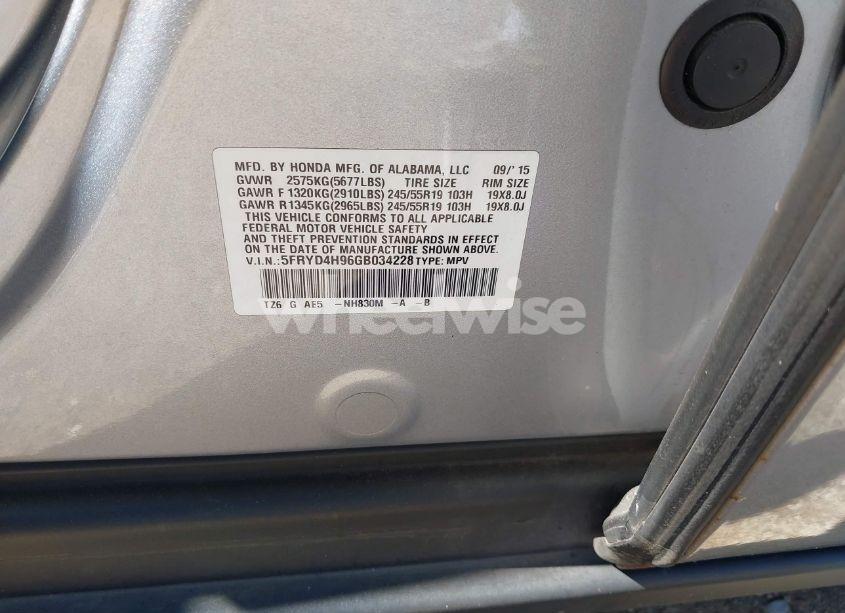 MFD. BY HONDA MFG. OF ALABAMA, LLC 09/'15
GVWR 2575KG(5677LBS) TIRE SIZE RIM SIZE
GAWR F 1320KG(2910LBS) 245/55R19 103H 19X8.0J
GAWR R 1345KG(2965LBS) 245/55R19 103H 19X8.0J
THIS VEHICLE CONFORMS TO ALL APPLICABLE
FEDERAL MOTOR VEHICLE SAFETY
AND THEFT PREVENTION STANDARDS IN EFFECT
ON THE DATE OF MANUFACTURE SHOWN ABOVE.
V.I.N.: 5FRYD4H96GB034228 TYPE: MPV
TZ6 G AE5 -NH830M -A -B
wheelwise